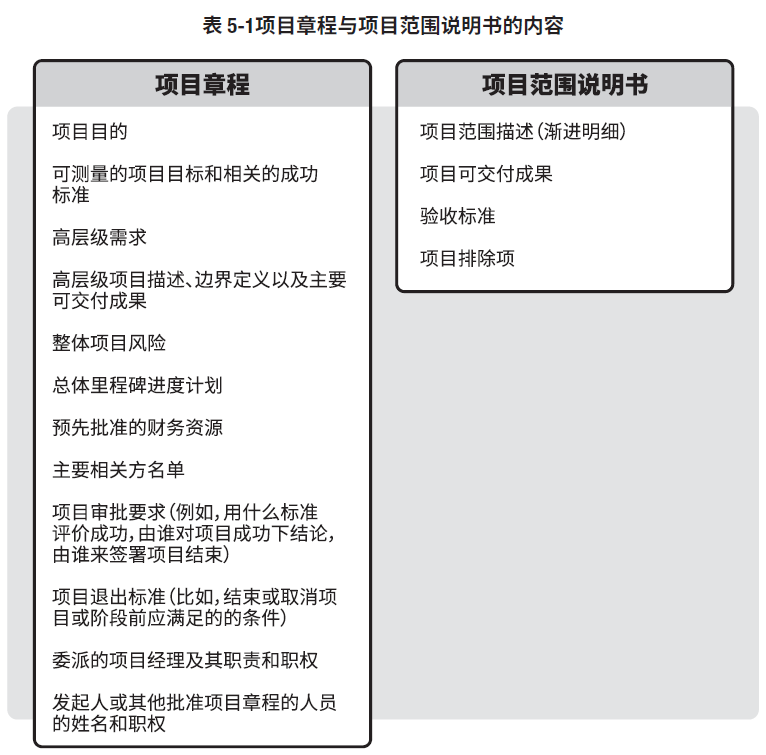 表 5-1项目章程与项目范围说明书的内容
项目章程
项目目的
可测量的项目目标和相关的成功
标准
高层级需求
高层级项目描述、边界定义以及主要
可交付成果
整体项目风险
总体里程碑进度计划
预先批准的财务资源
主要相关方名单
项目审批要求（例如，用什么标准
评价成功，由谁对项目成功下结论，
由谁来签署项目结束）
项目退出标准（比如，结束或取消项
目或阶段前应满足的的条件）
委派的项目经理及其职责和职权
发起人或其他批准项目章程的人员
的姓名和职权
项目范围说明书
项目范围描述（渐进明细）
项目可交付成果
验收标准
项目排除项